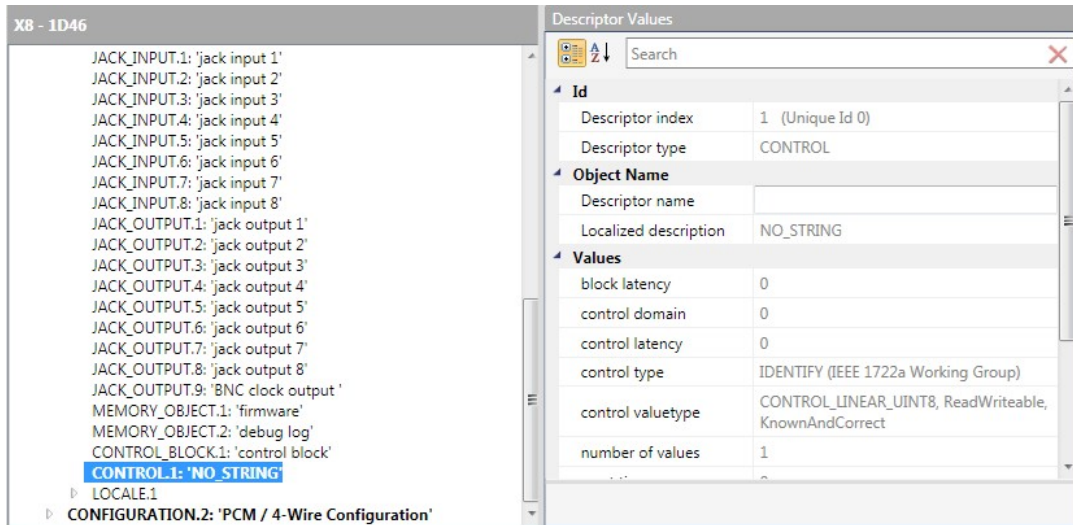 X8 - 1D46
JACK_INPUT.1: 'jack input 1'
JACK_INPUT.2: 'jack input 2'
JACK_INPUT.3: 'jack input 3'
JACK_INPUT.4: 'jack input 4'
JACK_INPUT.5: 'jack input 5'
JACK_INPUT.6: 'jack input 6'
JACK_INPUT.7: 'jack input 7'
JACK_INPUT.8: 'jack input 8'
JACK_OUTPUT.1: 'jack output 1'
JACK_OUTPUT.2: 'jack output 2'
JACK_OUTPUT.3: 'jack output 3'
JACK_OUTPUT.4: 'jack output 4'
JACK_OUTPUT.5: 'jack output 5'
JACK_OUTPUT.6: 'jack output 6'
JACK_OUTPUT.7: 'jack output 7'
JACK_OUTPUT.8: 'jack output 8'
JACK_OUTPUT.9: 'BNC clock output '
MEMORY_OBJECT.1: 'firmware'
MEMORY_OBJECT.2: 'debug log'
CONTROL_BLOCK.1: 'control block'
CONTROL.1: 'NO_STRING'
LOCALE.1
CONFIGURATION.2: 'PCM / 4-Wire Configuration'
Descriptor Values
A Z Search
Id
Descriptor index 1 (Unique Id 0)
Descriptor type CONTROL
Object Name
Descriptor name
Localized description NO_STRING
Values
block latency 0
control domain 0
control latency 0
control type IDENTIFY (IEEE 1722a Working Group)
control valuetype CONTROL_LINEAR_UINT8, ReadWriteable,
KnownAndCorrect
number of values 1